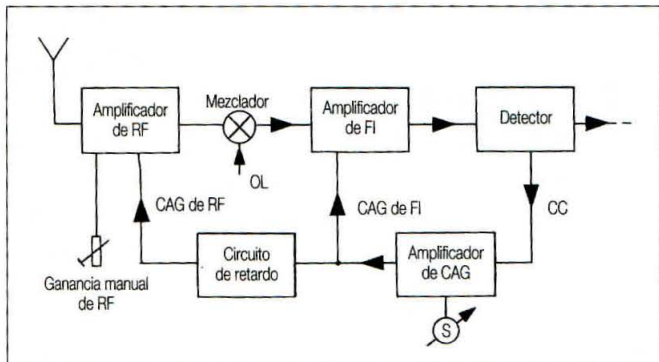 Amplificador
de RF
Mezclador
Amplificador
de FI
Detector
OL
CAG de RF
CAG de FI
CC
Circuito
de retardo
Amplificador
de CAG
Ganancia manual
de RF
S